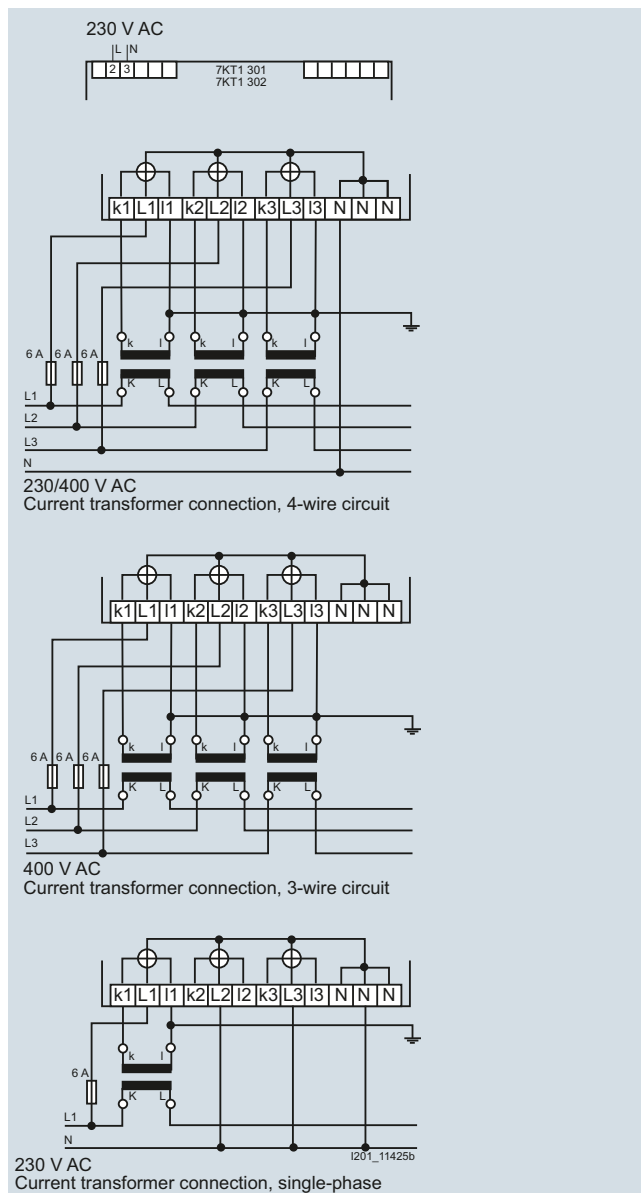 230 V AC
L N
2 3
7KT1 301
7KT1 302
k1 L1 l1 k2 L2 l2 k3 L3 l3 N N N
k l k l k l
6 A 6 A 6 A
K L K L K L
L1
L2
L3
N
230/400 V AC
Current transformer connection, 4-wire circuit
k1 L1 l1 k2 L2 l2 k3 L3 l3 N N N
k l k l k l
6 A 6 A 6 A
K L K L K L
L1
L2
L3
400 V AC
Current transformer connection, 3-wire circuit
k1 L1 l1 k2 L2 l2 k3 L3 l3 N N N
k l
6 A
K L
L1
N
I201_11425b
230 V AC
Current transformer connection, single-phase